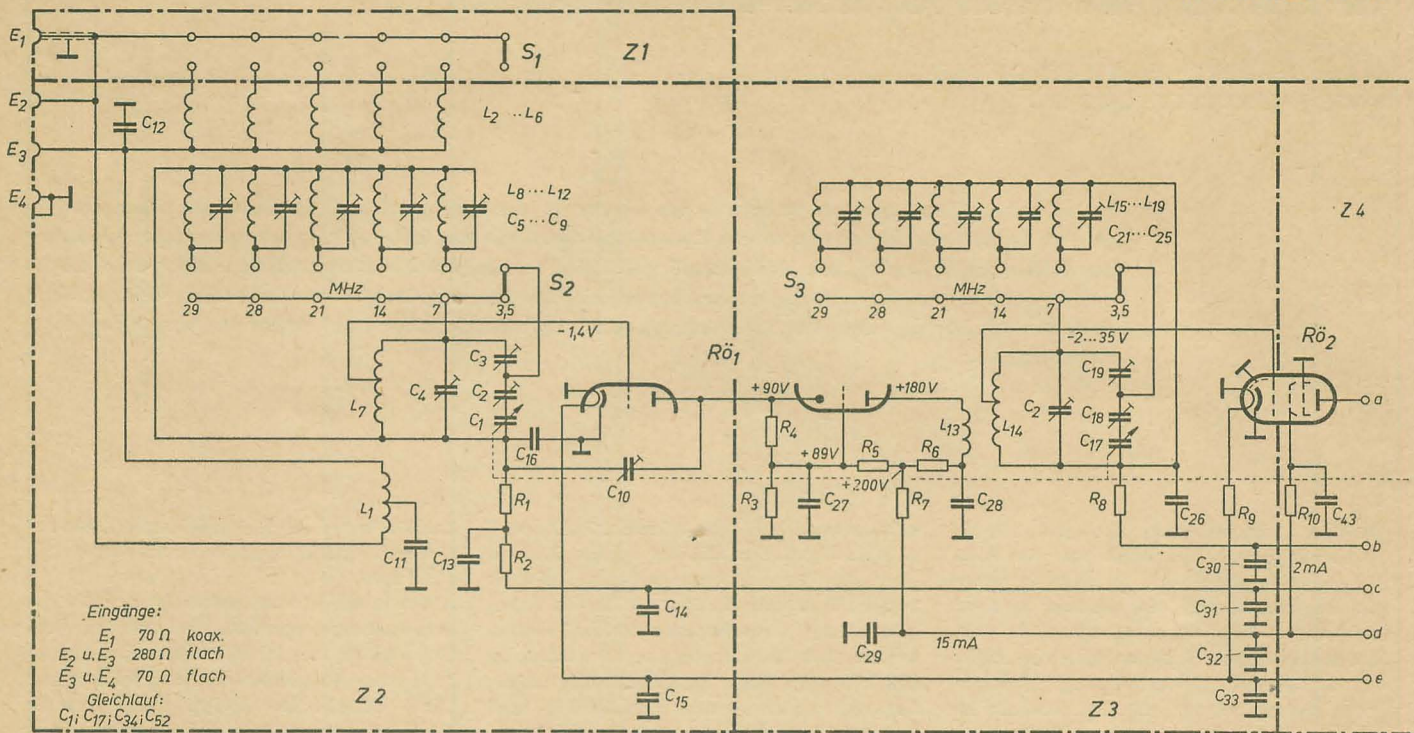 E1
S1
Z1
E2
C12
L2 ...L6
E3
E4
L8 ... L12
C5 ... C9
L15 ... L19
C21 ... C25
Z4
S2
MHz
29
28
21
14
7
3,5
S3
MHz
29
28
21
14
7
3,5
-1,4V
Rö1
-2...35V
Rö2
L7
C4
C3
C2
C1
C16
+90V
+180V
R4
L13
L14
C2
C19
C18
C17
a
+89V
R5
R6
+200V
C10
R3
C27
R7
C28
R8
C26
R9
R10
C43
L1
C11
R1
C13
R2
b
C30
2mA
c
C14
C31
C29
15mA
d
C32
e
C15
C33
Eingänge:
E1 70 Ω koax.
E2 u. E3 280 Ω flach
E3 u. E4 70 Ω flach
Gleichlauf:
C1; C17; C34; C52
Z2
Z3